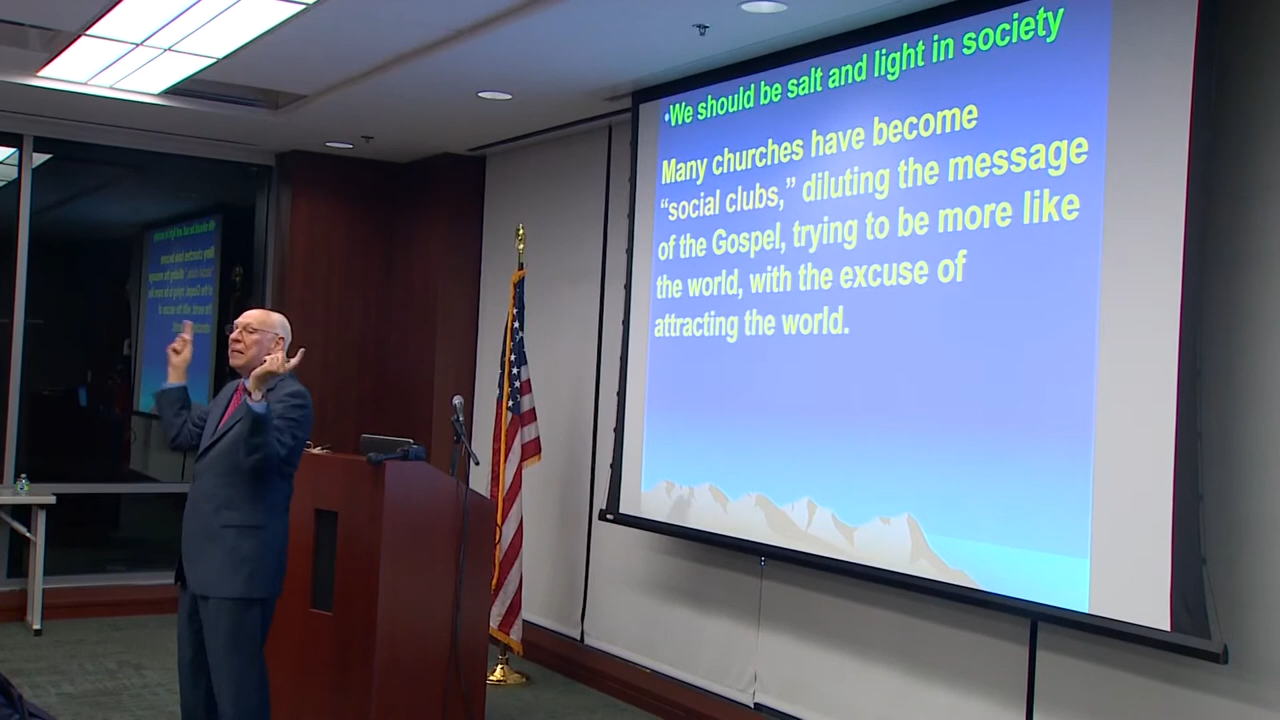 •We should be salt and light in society
Many churches have become
“social clubs,” diluting the message
of the Gospel, trying to be more like
the world, with the excuse of
attracting the world.